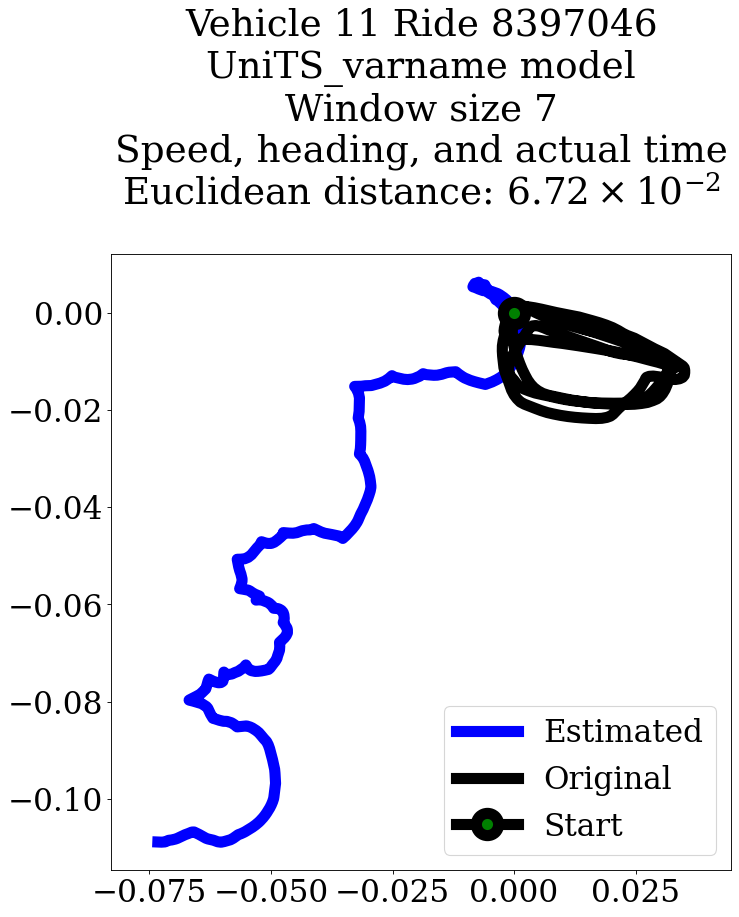 Vehicle 11 Ride 8397046
UniTS_varname model
Window size 7
Speed, heading, and actual time
Euclidean distance: 6.72 × 10⁻²
0.00
−0.02
−0.04
−0.06
−0.08
−0.10
Estimated
Original
Start
−0.075 −0.050 −0.025 0.000 0.025